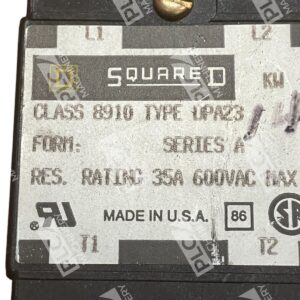 L1 L2
SQUARE D KW
CLASS 8910 TYPE DPA23
FORM: SERIES A
RES. RATING 35A 600VAC MAX
MADE IN U.S.A. 86
T1 T2